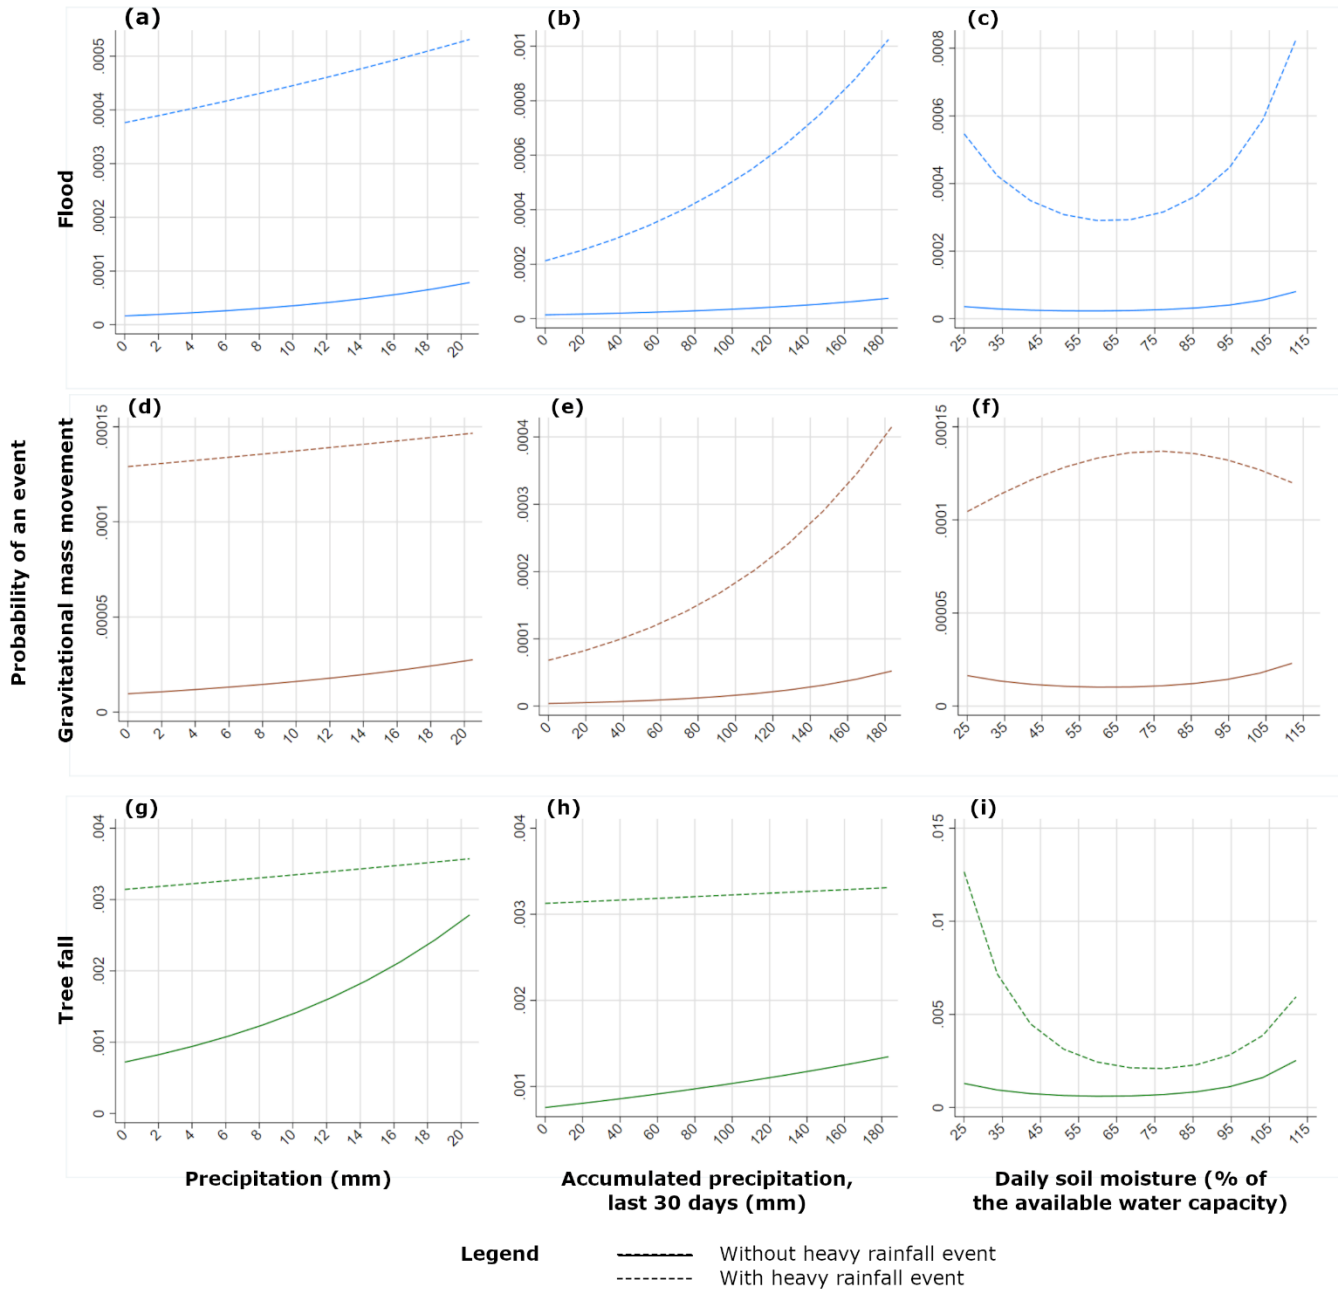 (a) (b) (c)
Flood
.0005
.0004
.0003
.0002
.0001
0
0 2 4 6 8 10 12 14 16 18 20
.001
.0008
.0006
.0004
.0002
0
0 20 40 60 80 100 120 140 160 180
.0008
.0006
.0004
.0002
0
25 35 45 55 65 75 85 95 105 115
Probability of an event
(d) (e) (f)
Gravitational mass movement
.00015
.0001
.00005
0
0 2 4 6 8 10 12 14 16 18 20
.0004
.0003
.0002
.0001
0
0 20 40 60 80 100 120 140 160 180
.00015
.0001
.00005
0
25 35 45 55 65 75 85 95 105 115
(g) (h) (i)
Tree fall
.004
.003
.002
.001
0
0 2 4 6 8 10 12 14 16 18 20
.004
.003
.002
.001
0 20 40 60 80 100 120 140 160 180
.015
.01
.005
0
25 35 45 55 65 75 85 95 105 115
Precipitation (mm)
Accumulated precipitation,
last 30 days (mm)
Daily soil moisture (% of
the available water capacity)
Legend
Without heavy rainfall event
With heavy rainfall event